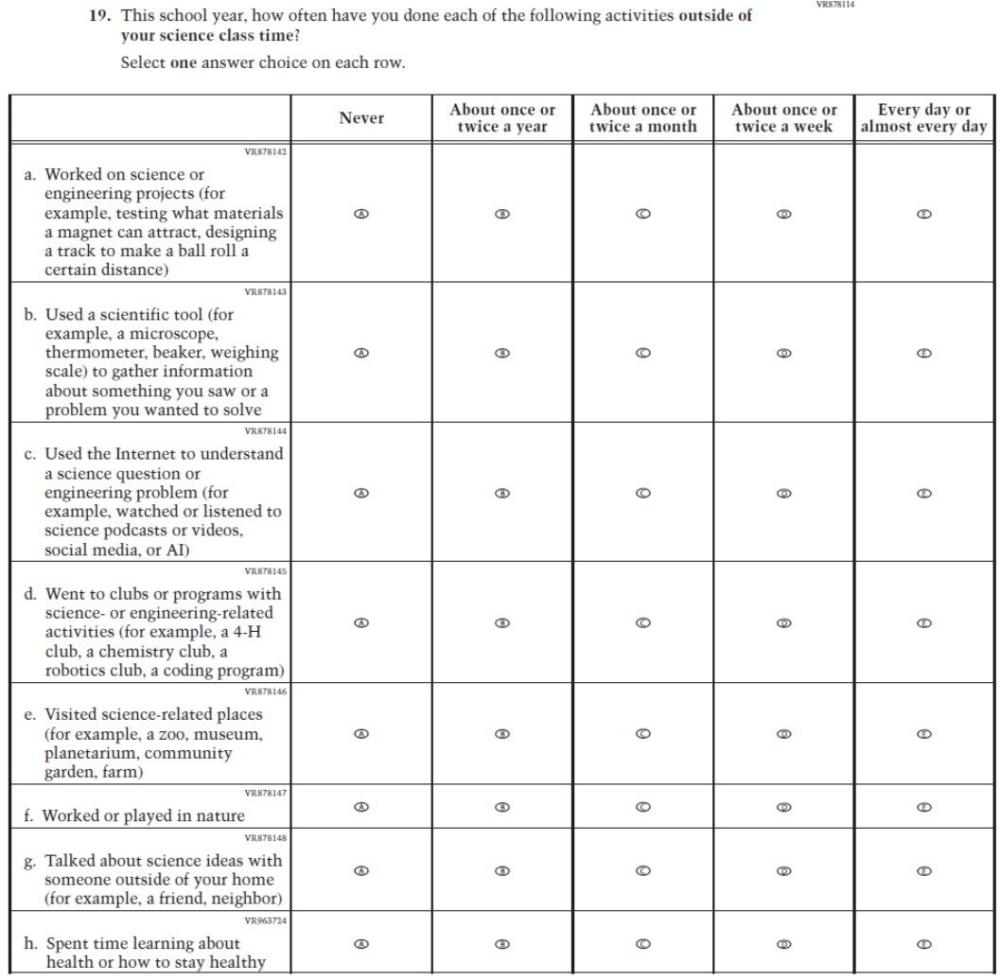 VR878114
19. This school year, how often have you done each of the following activities outside of
your science class time?
Select one answer choice on each row.
Never
About once or
twice a year
About once or
twice a month
About once or
twice a week
Every day or
almost every day
VR878142
a. Worked on science or
engineering projects (for
example, testing what materials
a magnet can attract, designing
a track to make a ball roll a
certain distance)
A B C D E
VR878143
b. Used a scientific tool (for
example, a microscope,
thermometer, beaker, weighing
scale) to gather information
about something you saw or a
problem you wanted to solve
A B C D E
VR878144
c. Used the Internet to understand
a science question or
engineering problem (for
example, watched or listened to
science podcasts or videos,
social media, or AI)
A B C D E
VR878145
d. Went to clubs or programs with
science- or engineering-related
activities (for example, a 4-H
club, a chemistry club, a
robotics club, a coding program)
A B C D E
VR878146
e. Visited science-related places
(for example, a zoo, museum,
planetarium, community
garden, farm)
A B C D E
VR878147
f. Worked or played in nature
A B C D E
VR878148
g. Talked about science ideas with
someone outside of your home
(for example, a friend, neighbor)
A B C D E
VR963724
h. Spent time learning about
health or how to stay healthy
A B C D E